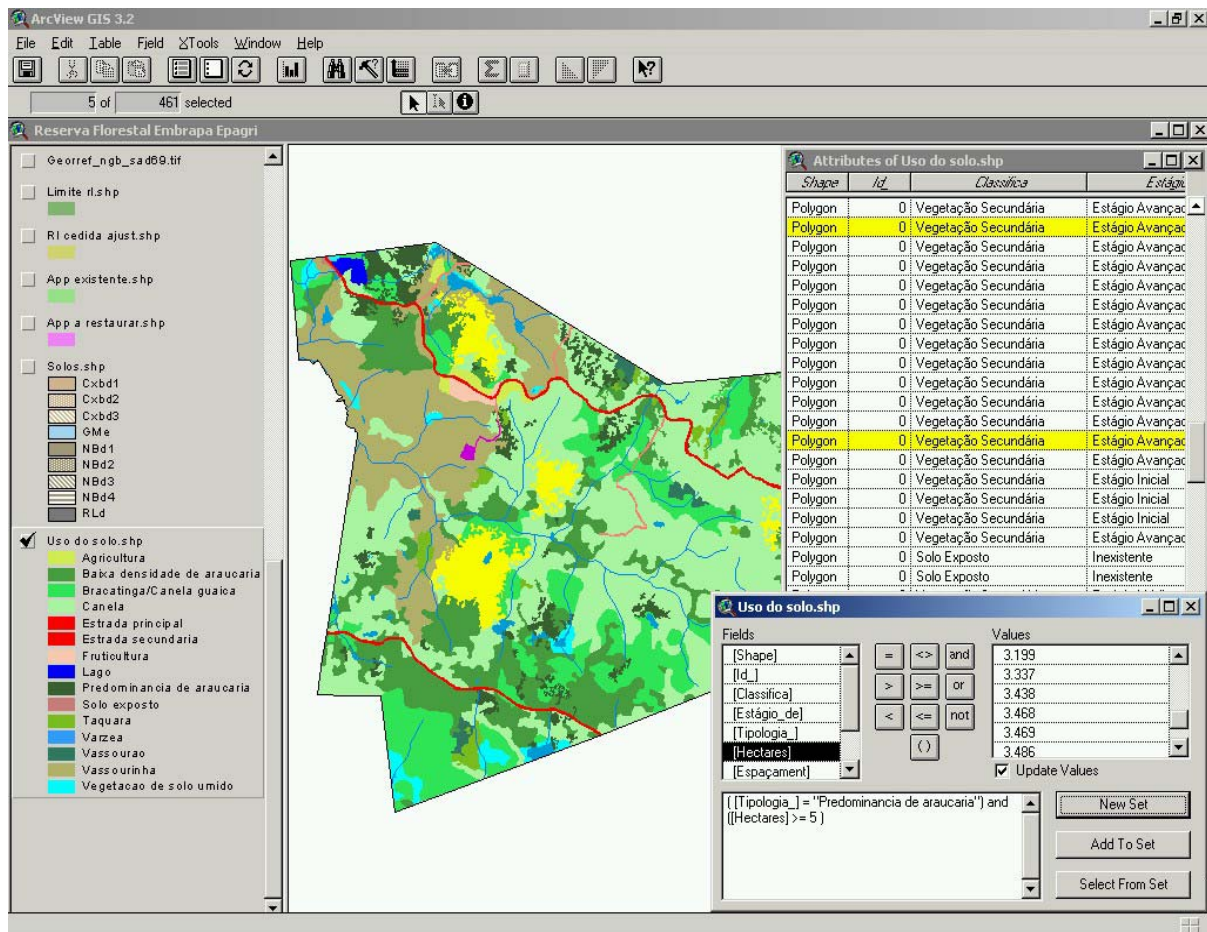 ArcView GIS 3.2
File Edit Table Field XTools Window Help
5 of 461 selected
Reserva Florestal Embrapa Epagri
Georref_ngb_sad69.tif
Limite rl.shp
Rl cedida ajust.shp
App existente.shp
App a restaurar.shp
Solos.shp
Cxbd1
Cxbd2
Cxbd3
GMe
NBd1
NBd2
NBd3
NBd4
RLd
Uso do solo.shp
Agricultura
Baixa densidade de araucaria
Bracatinga/Canela guaica
Canela
Estrada principal
Estrada secundaria
Fruticultura
Lago
Predominancia de araucaria
Solo exposto
Taquara
Varzea
Vassourao
Vassourinha
Vegetacao de solo umido
Attributes of Uso do solo.shp
Shape Id_ Classifica Estágio
Polygon 0 Vegetação Secundária Estágio Avançad
Polygon 0 Vegetação Secundária Estágio Avançad
Polygon 0 Vegetação Secundária Estágio Avançad
Polygon 0 Vegetação Secundária Estágio Avançad
Polygon 0 Vegetação Secundária Estágio Avançad
Polygon 0 Vegetação Secundária Estágio Avançad
Polygon 0 Vegetação Secundária Estágio Avançad
Polygon 0 Vegetação Secundária Estágio Avançad
Polygon 0 Vegetação Secundária Estágio Avançad
Polygon 0 Vegetação Secundária Estágio Avançad
Polygon 0 Vegetação Secundária Estágio Avançad
Polygon 0 Vegetação Secundária Estágio Avançad
Polygon 0 Vegetação Secundária Estágio Avançad
Polygon 0 Vegetação Secundária Estágio Avançad
Polygon 0 Vegetação Secundária Estágio Inicial
Polygon 0 Vegetação Secundária Estágio Inicial
Polygon 0 Vegetação Secundária Estágio Inicial
Polygon 0 Vegetação Secundária Estágio Avançad
Polygon 0 Solo Exposto Inexistente
Polygon 0 Solo Exposto Inexistente
Uso do solo.shp
Fields
[Shape]
[Id_]
[Classifica]
[Estágio_de]
[Tipologia_]
[Hectares]
[Espaçament]
= <> and
> >= or
< <= not
( )
Values
3.199
3.337
3.438
3.468
3.469
3.486
Update Values
( [Tipologia_] = "Predominancia de araucaria") and
([Hectares] >= 5 )
New Set
Add To Set
Select From Set